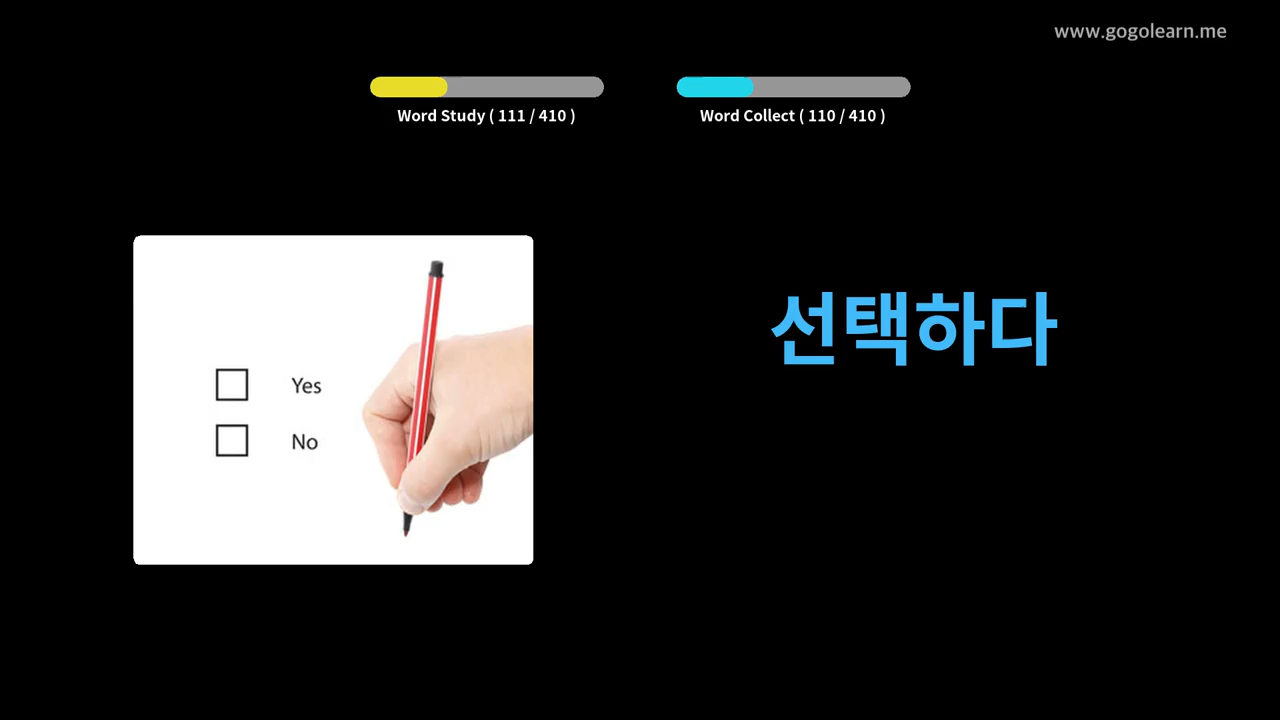 www.gogolearn.me
Word Study ( 111 / 410 )
Word Collect ( 110 / 410 )
Yes
No
선택하다